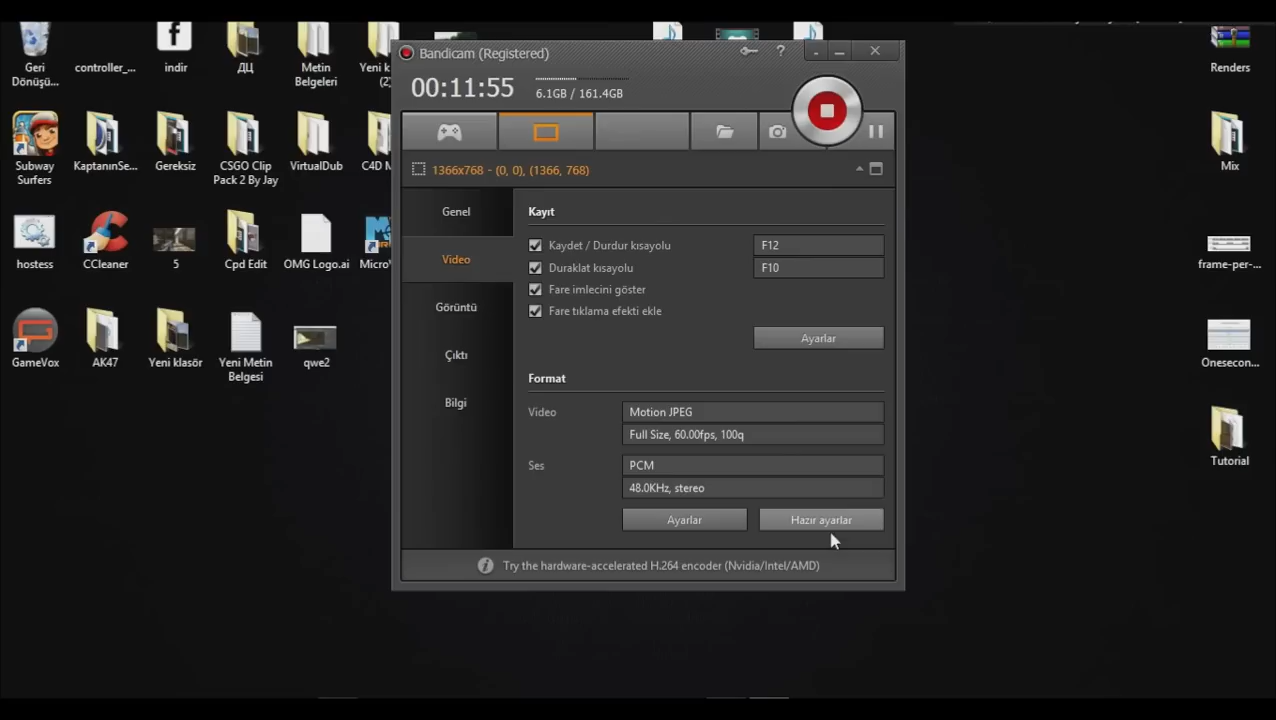 Bandicam (Registered)
?
00:11:55
6.1GB / 161.4GB
1366x768 - (0, 0), (1366, 768)
Genel
Video
Görüntü
Çıktı
Bilgi
Kayıt
Kaydet / Durdur kısayolu
F12
Duraklat kısayolu
F10
Fare imlecini göster
Fare tıklama efekti ekle
Ayarlar
Format
Video
Motion JPEG
Full Size, 60.00fps, 100q
Ses
PCM
48.0KHz, stereo
Ayarlar
Hazır ayarlar
Try the hardware-accelerated H.264 encoder (Nvidia/Intel/AMD)
Geri
Dönüşü...
controller_...
indir
ДЦ
Metin
Belgeleri
Yeni k
(2)
Subway
Surfers
KaptanınSe...
Gereksiz
CSGO Clip
Pack 2 By Jay
VirtualDub
C4D
hostess
CCleaner
5
Cpd Edit
OMG Logo.ai
GameVox
AK47
Yeni klasör
Yeni Metin
Belgesi
qwe2
Renders
Mix
frame-per-...
Onesecon...
Tutorial